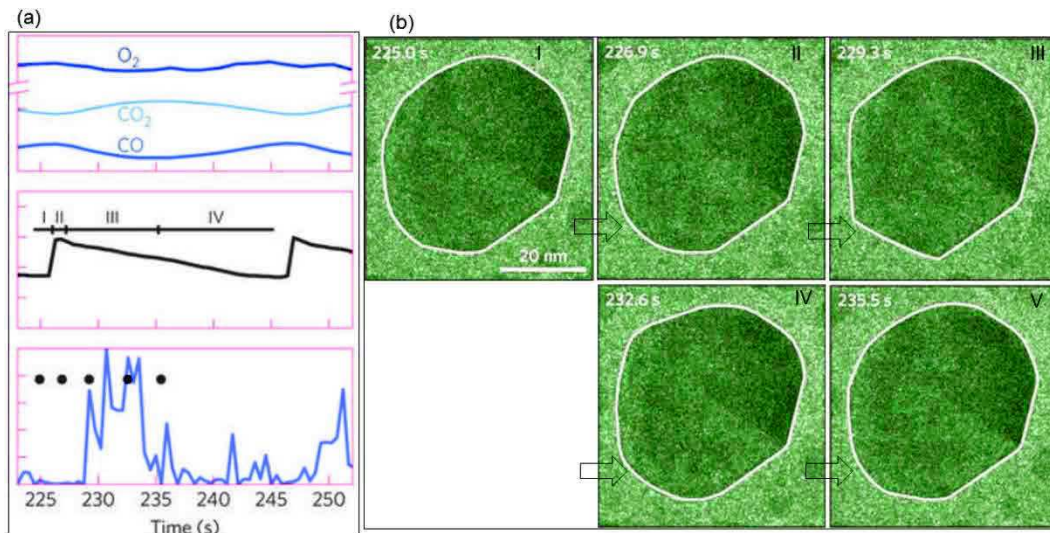 (a)
O₂
CO₂
CO
I II III IV
225 230 235 240 245 250
Time (s)
(b)
225.0 s I
20 nm
226.9 s II
229.3 s III
232.6 s IV
235.5 s V